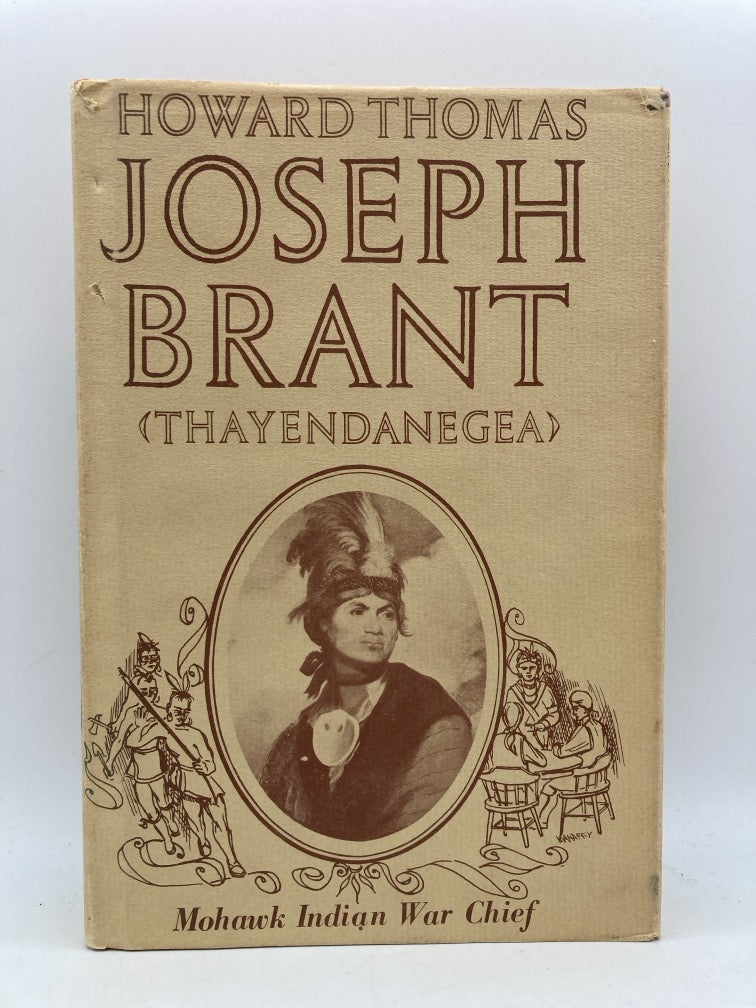 HOWARD THOMAS
JOSEPH
BRANT
(THAYENDANEGEA)
Mohawk Indian War Chief